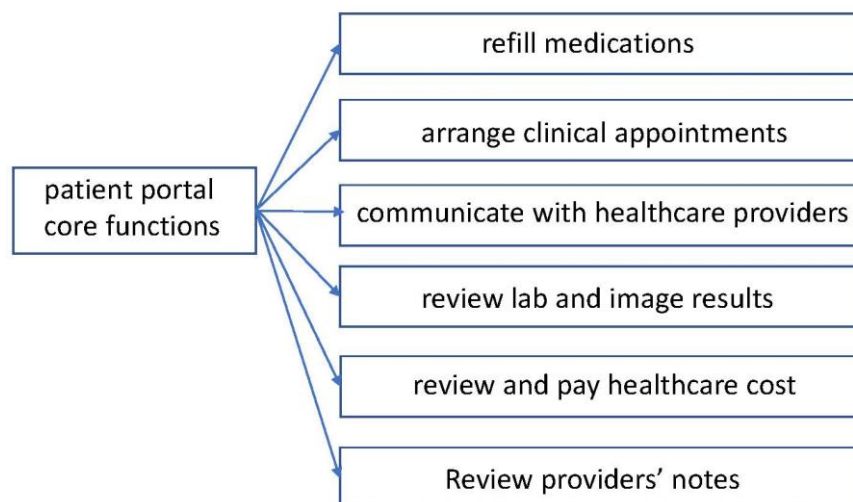 refill medications
arrange clinical appointments
patient portal
core functions
communicate with healthcare providers
review lab and image results
review and pay healthcare cost
Review providers’ notes